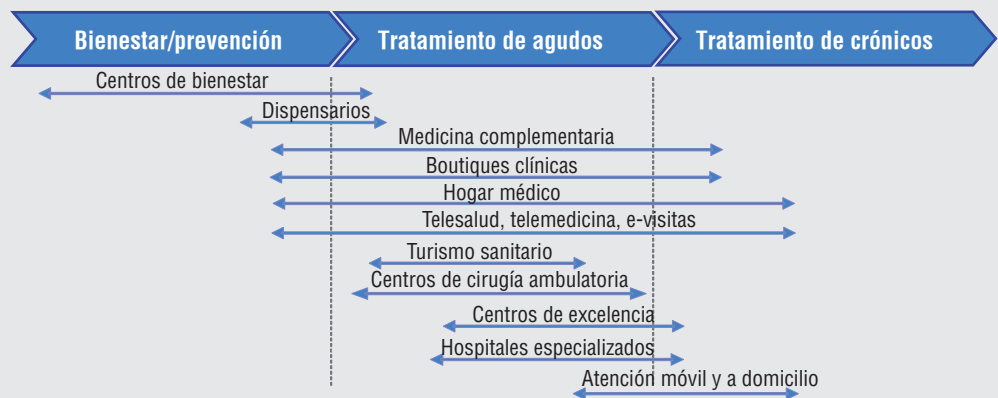 Bienestar/prevención
Tratamiento de agudos
Tratamiento de crónicos
Centros de bienestar
Dispensarios
Medicina complementaria
Boutiques clínicas
Hogar médico
Telesalud, telemedicina, e-visitas
Turismo sanitario
Centros de cirugía ambulatoria
Centros de excelencia
Hospitales especializados
Atención móvil y a domicilio